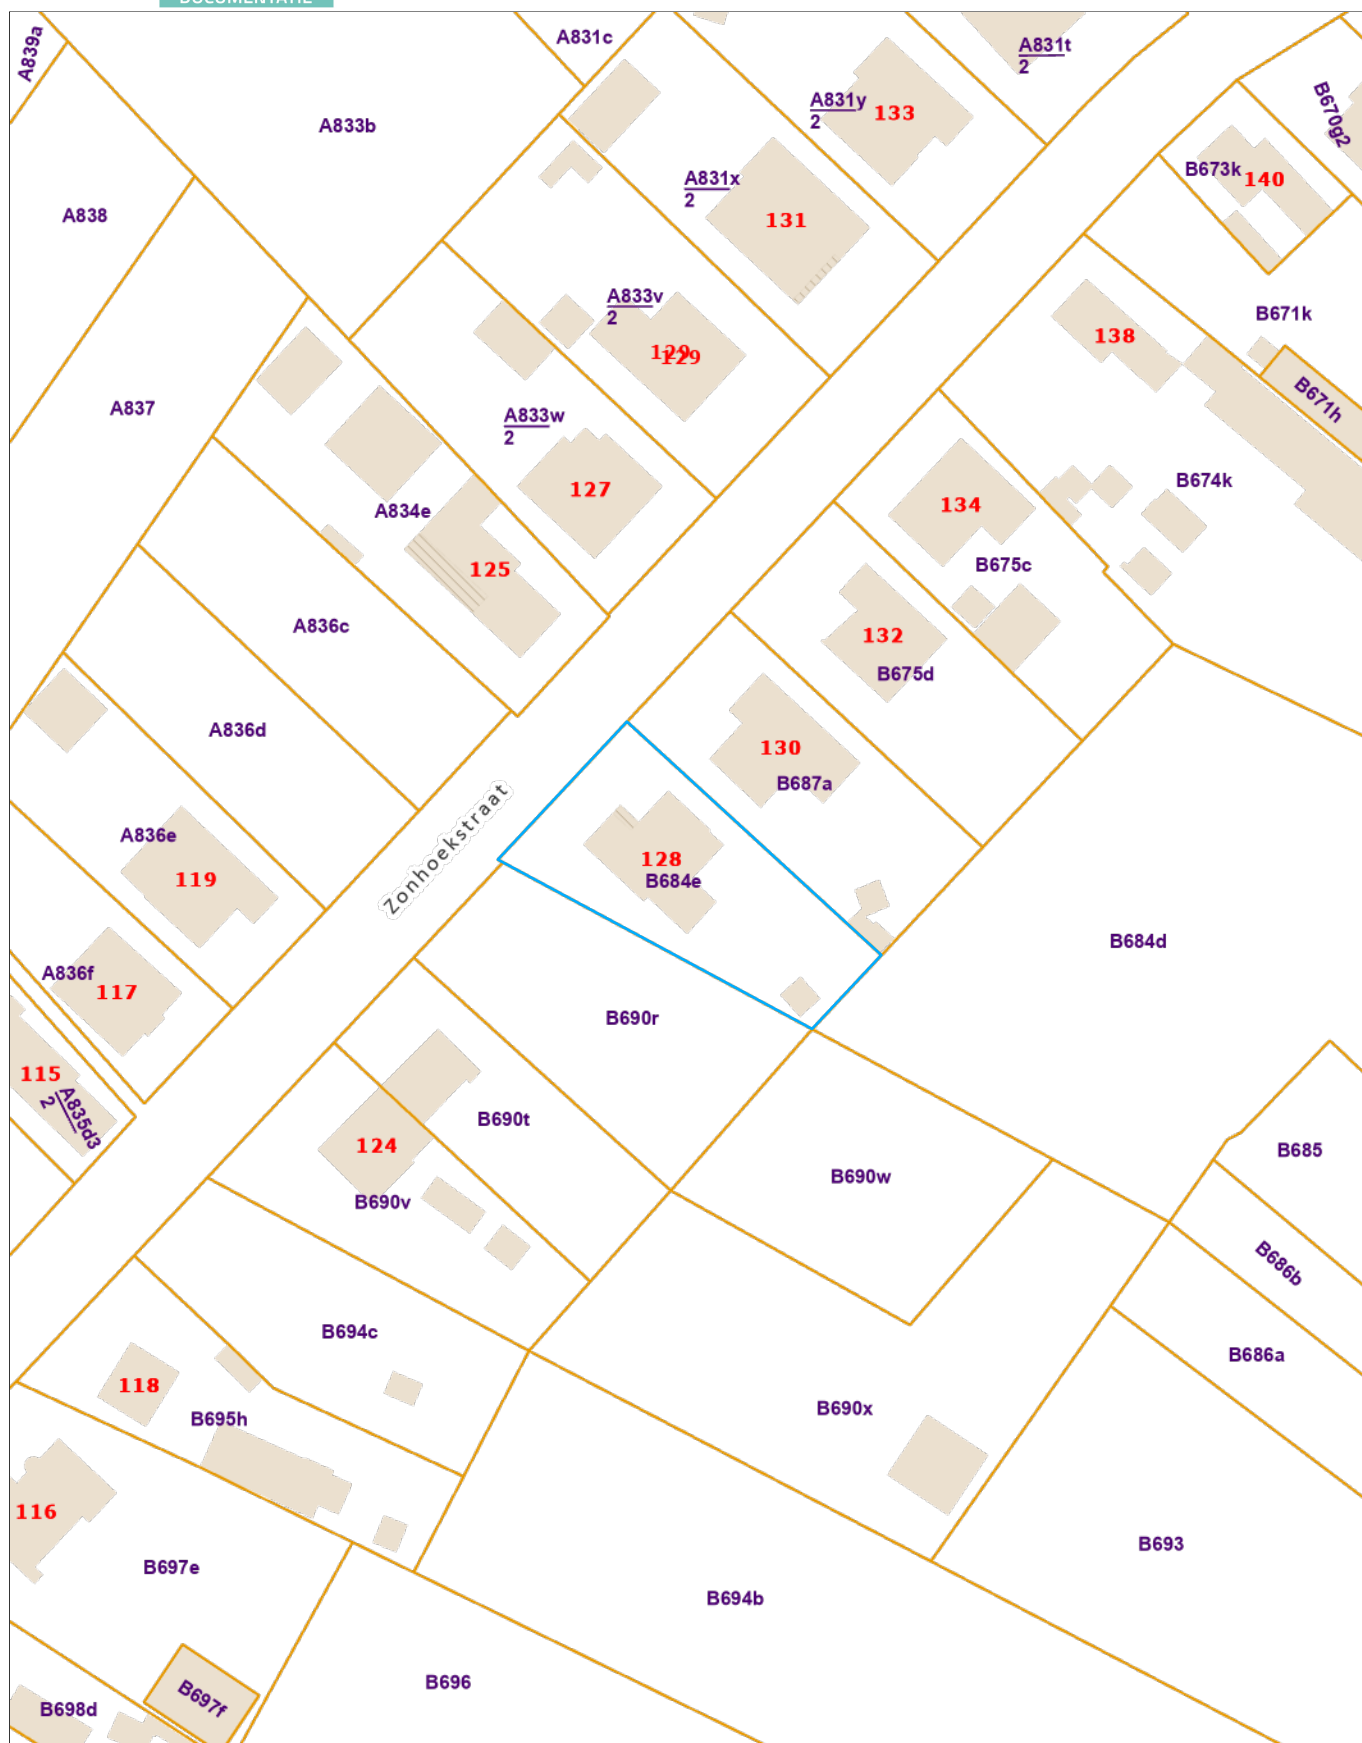 DOCUMENTATIE
A839a
A831c
A831t
2
A833b
A831y
2
133
B670g2
A838
A831x
2
131
B673k
140
A833v
2
129
129
B671k
138
B671h
A837
A833w
2
127
B674k
A834e
125
134
B675c
A836c
132
B675d
A836d
130
B687a
Zonhoekstraat
A836e
119
128
B684e
B684d
A836f
117
B690r
115
A835d3
2
B690t
124
B690v
B690w
B685
B686b
B694c
B686a
118
B695h
B690x
116
B697e
B693
B694b
B696
B697f
B698d